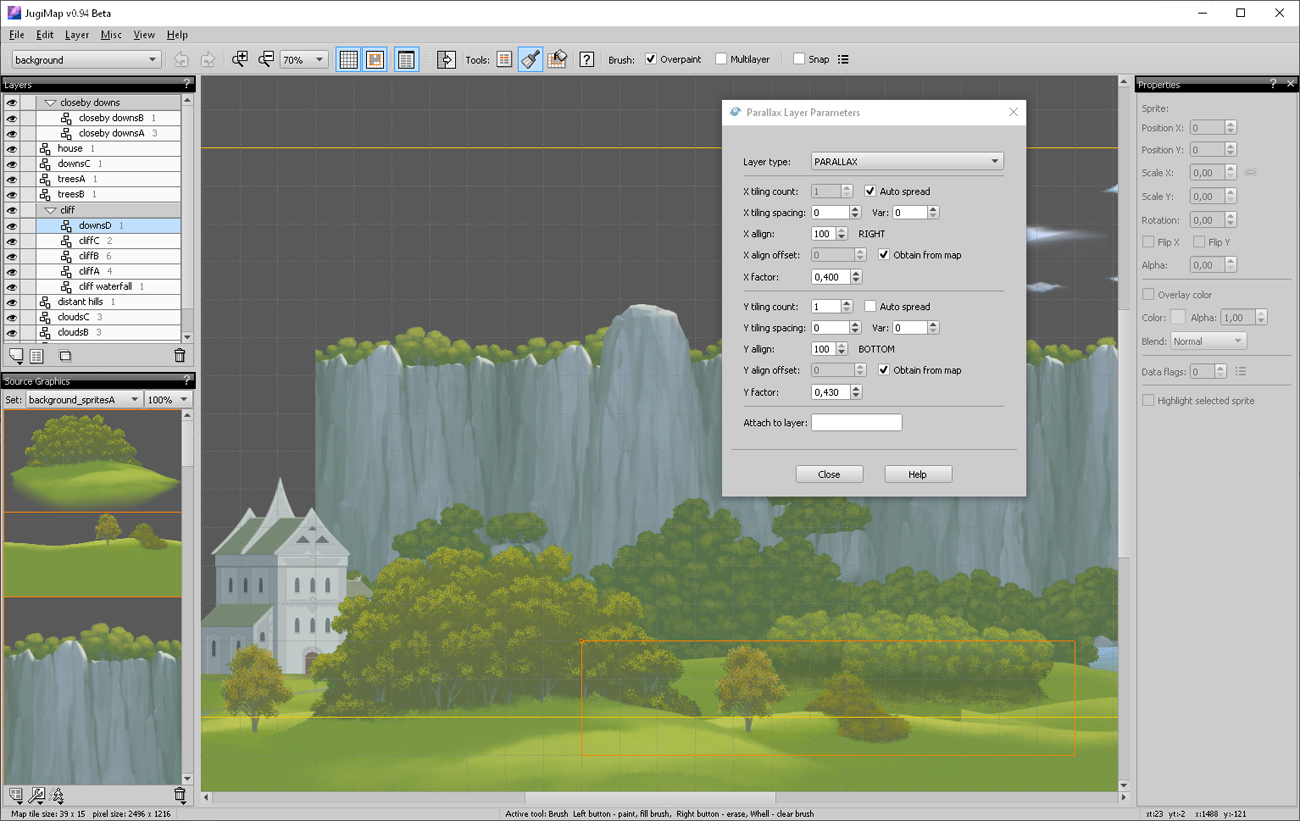 JugiMap v0.94 Beta
File Edit Layer Misc View Help
background 70% Tools: ? Brush: Overpaint Multilayer Snap
Layers ?
closeby downs
closeby downsB 1
closeby downsA 3
house 1
downsC 1
treesA 1
treesB 1
cliff
downsD 1
cliffC 2
cliffB 6
cliffA 4
cliff waterfall 1
distant hills 1
cloudsC 3
cloudsB 3
Source Graphics ?
Set: background_spritesA 100%
Parallax Layer Parameters
Layer type: PARALLAX
X tiling count: 1 Auto spread
X tiling spacing: 0 Var: 0
X allign: 100 RIGHT
X align offset: 0 Obtain from map
X factor: 0,400
Y tiling count: 1 Auto spread
Y tiling spacing: 0 Var: 0
Y align: 100 BOTTOM
Y align offset: 0 Obtain from map
Y factor: 0,430
Attach to layer:
Close Help
Properties ?
Sprite:
Position X: 0
Position Y: 0
Scale X: 0,00
Scale Y: 0,00
Rotation: 0,00
Flip X Flip Y
Alpha: 0,00
Overlay color
Color: Alpha: 1,00
Blend: Normal
Data flags: 0
Highlight selected sprite
Map tile size: 39 x 15 pixel size: 2496 x 1216
Active tool: Brush Left button - paint, fill brush, Right button - erase, Whell - clear brush
xt:23 yt:-2 x:1488 y:-121